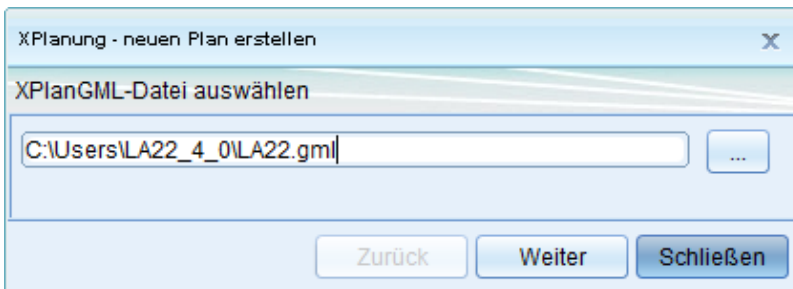 XPlanung - neuen Plan erstellen x
XPlanGML-Datei auswählen
C:\Users\LA22_4_0\LA22.gml ...
Zurück Weiter Schließen